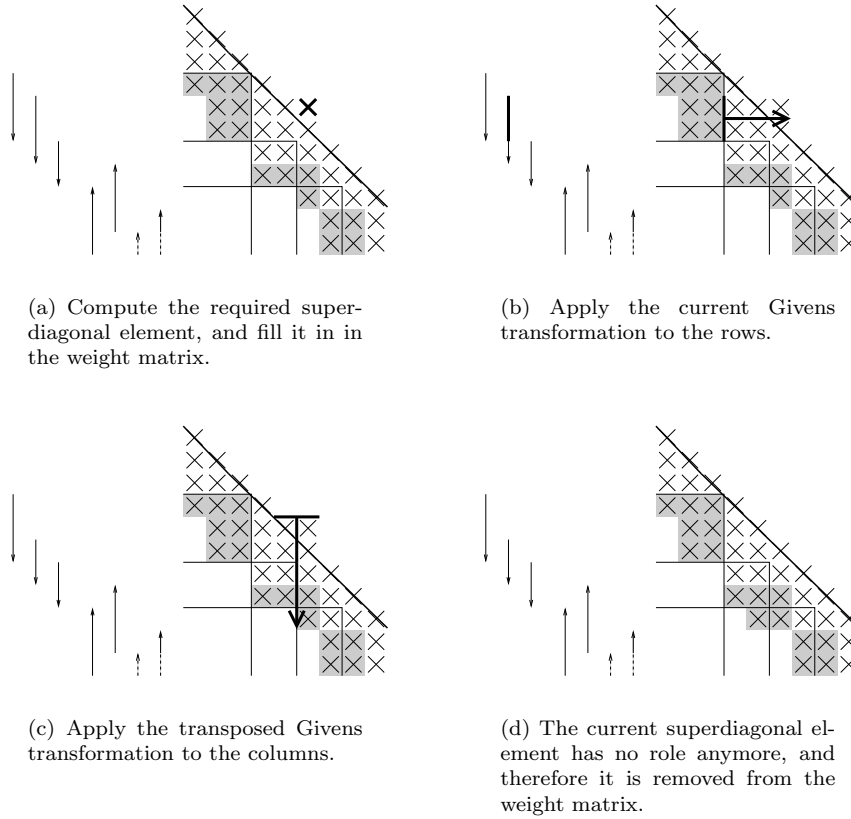 (a) Compute the required super-
diagonal element, and fill it in in
the weight matrix.
(b) Apply the current Givens
transformation to the rows.
(c) Apply the transposed Givens
transformation to the columns.
(d) The current superdiagonal el-
ement has no role anymore, and
therefore it is removed from the
weight matrix.